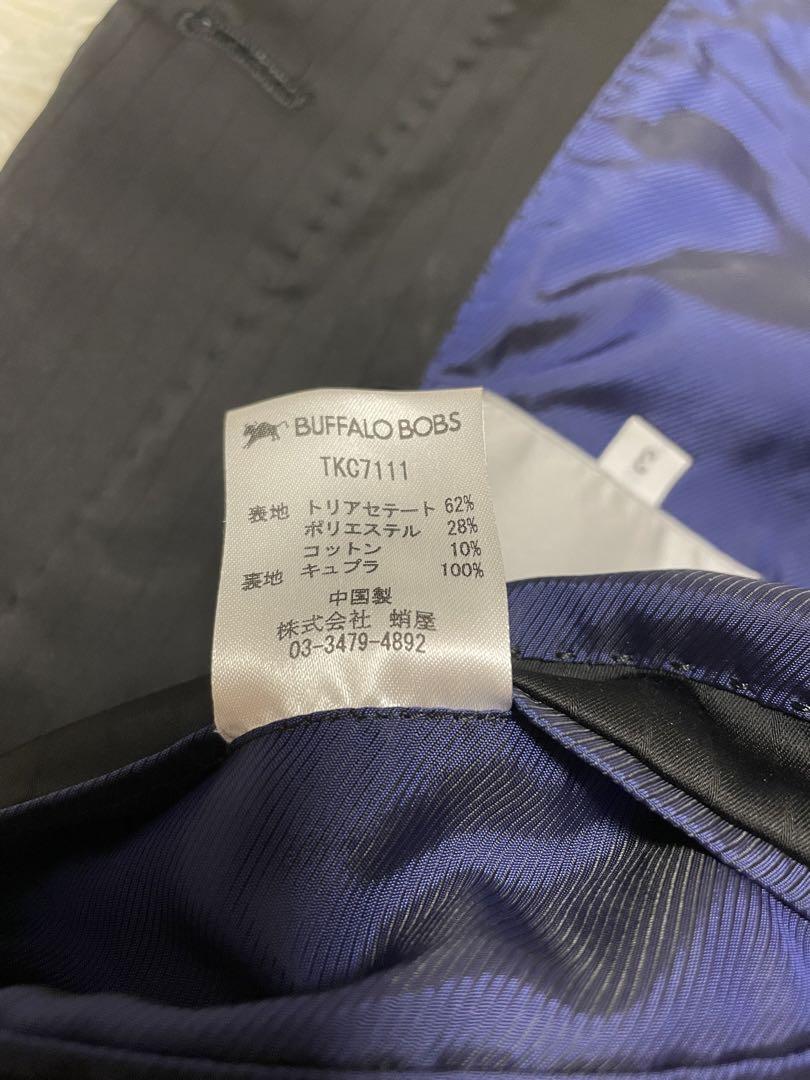 BUFFALO BOBS
TKC7111
表地 トリアセテート 62%
ポリエステル 28%
コットン 10%
裏地 キュプラ 100%
中国製
株式会社 蛸屋
03-3479-4892